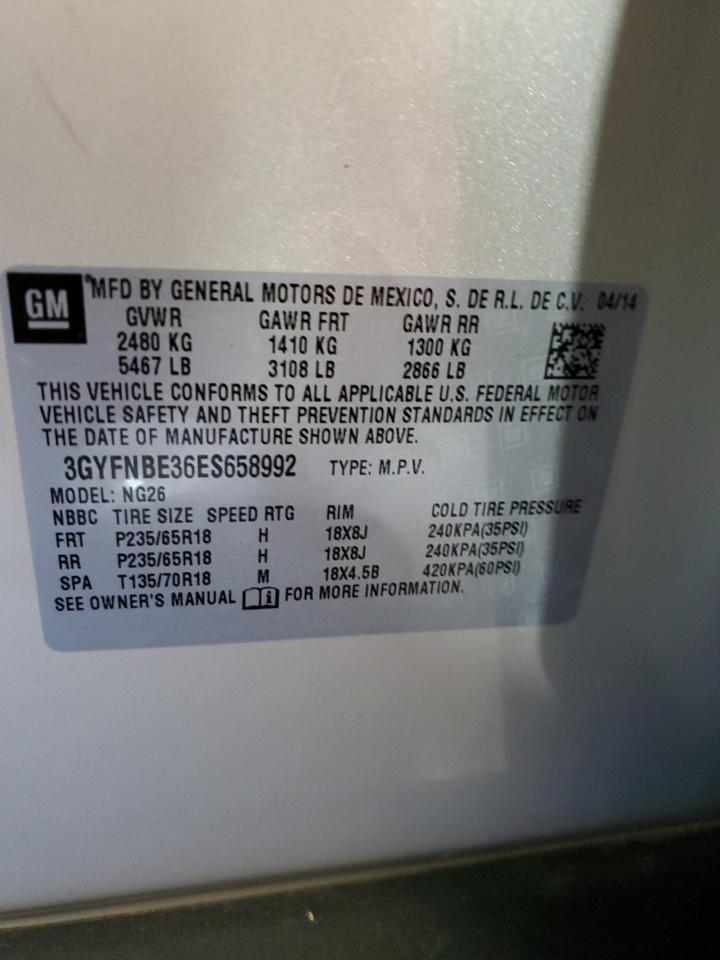 GM MFD BY GENERAL MOTORS DE MEXICO, S. DE R.L. DE C.V. 04/14
GVWR GAWR FRT GAWR RR
2480 KG 1410 KG 1300 KG
5467 LB 3108 LB 2866 LB
THIS VEHICLE CONFORMS TO ALL APPLICABLE U.S. FEDERAL MOTOR
VEHICLE SAFETY AND THEFT PREVENTION STANDARDS IN EFFECT ON
THE DATE OF MANUFACTURE SHOWN ABOVE.
3GYFNBE36ES658992 TYPE: M.P.V.
MODEL: NG26
NBBC TIRE SIZE SPEED RTG RIM COLD TIRE PRESSURE
FRT P235/65R18 H 18X8J 240KPA(35PSI)
RR P235/65R18 H 18X8J 240KPA(35PSI)
SPA T135/70R18 M 18X4.5B 420KPA(60PSI)
SEE OWNER'S MANUAL FOR MORE INFORMATION.